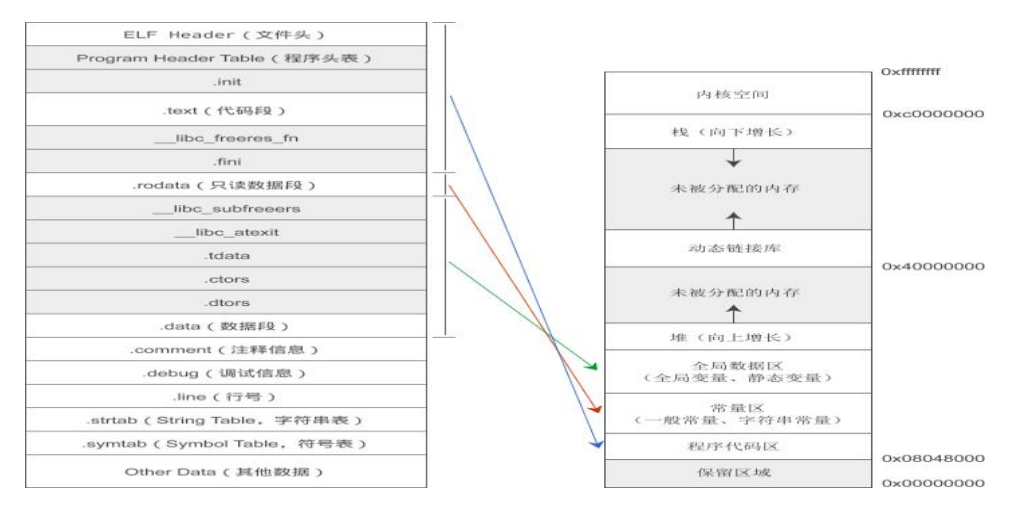 ELF Header（文件头）
Program Header Table（程序头表）
.init
.text（代码段）
__libc_freeres_fn
.fini
.rodata（只读数据段）
__libc_subfreeers
__libc_atexit
.tdata
.ctors
.dtors
.data（数据段）
.comment（注释信息）
.debug（调试信息）
.line（行号）
.strtab（String Table，字符串表）
.symtab（Symbol Table，符号表）
Other Data（其他数据）
0xffffffff
内核空间
0xc0000000
栈（向下增长）
未被分配的内存
动态链接库
0x40000000
未被分配的内存
堆（向上增长）
全局数据区
（全局变量、静态变量）
常量区
（一般常量、字符串常量）
程序代码区
0x08048000
保留区域
0x00000000